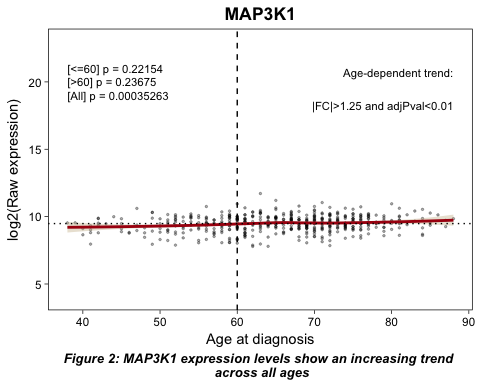 MAP3K1
[<=60] p = 0.22154
[>60] p = 0.23675
[All] p = 0.00035263
Age-dependent trend:
|FC|>1.25 and adjPval<0.01
log2(Raw expression)
20
15
10
5
40 50 60 70 80 90
Age at diagnosis
Figure 2: MAP3K1 expression levels show an increasing trend
across all ages